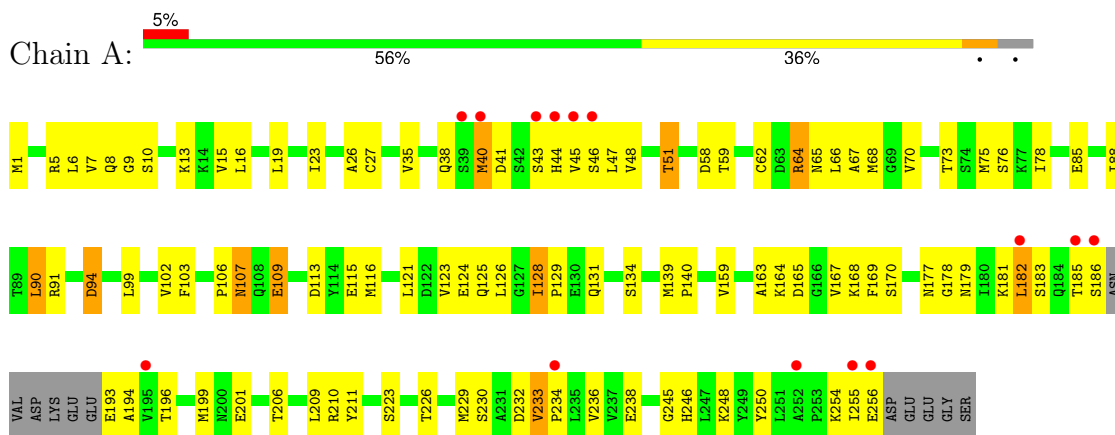 5%
Chain A:
56% 36% • •
M1 R5 L6 V7 Q8 G9 S10 K13 K14 V15 L16 L19 I23 A26 C27 V35 Q38 S39 M40 D41 S42 S43 H44 V45 S46 L47 V48 T51 D58 T59 C62 D63 R64 N65 L66 A67 M68 G69 V70 T73 S74 M75 S76 K77 I78 E85 I88
T89 L90 R91 D94 L99 V102 F103 P106 N107 Q108 E109 D113 Y114 E115 M116 L121 D122 V123 E124 Q125 L126 G127 I128 P129 E130 Q131 S134 M139 P140 V159 A163 K164 D165 G166 V167 K168 F169 S170 N177 G178 N179 I180 K181 L182 S183 Q184 T185 S186 ASN
VAL ASP LYS GLU GLU E193 A194 V195 T196 M199 N200 E201 T206 L209 R210 Y211 S223 T226 M229 S230 A231 D232 V233 P234 L235 V236 V237 E238 G245 H246 L247 K248 Y249 Y250 L251 A252 P253 K254 I255 E256 ASP GLU GLU GLY SER